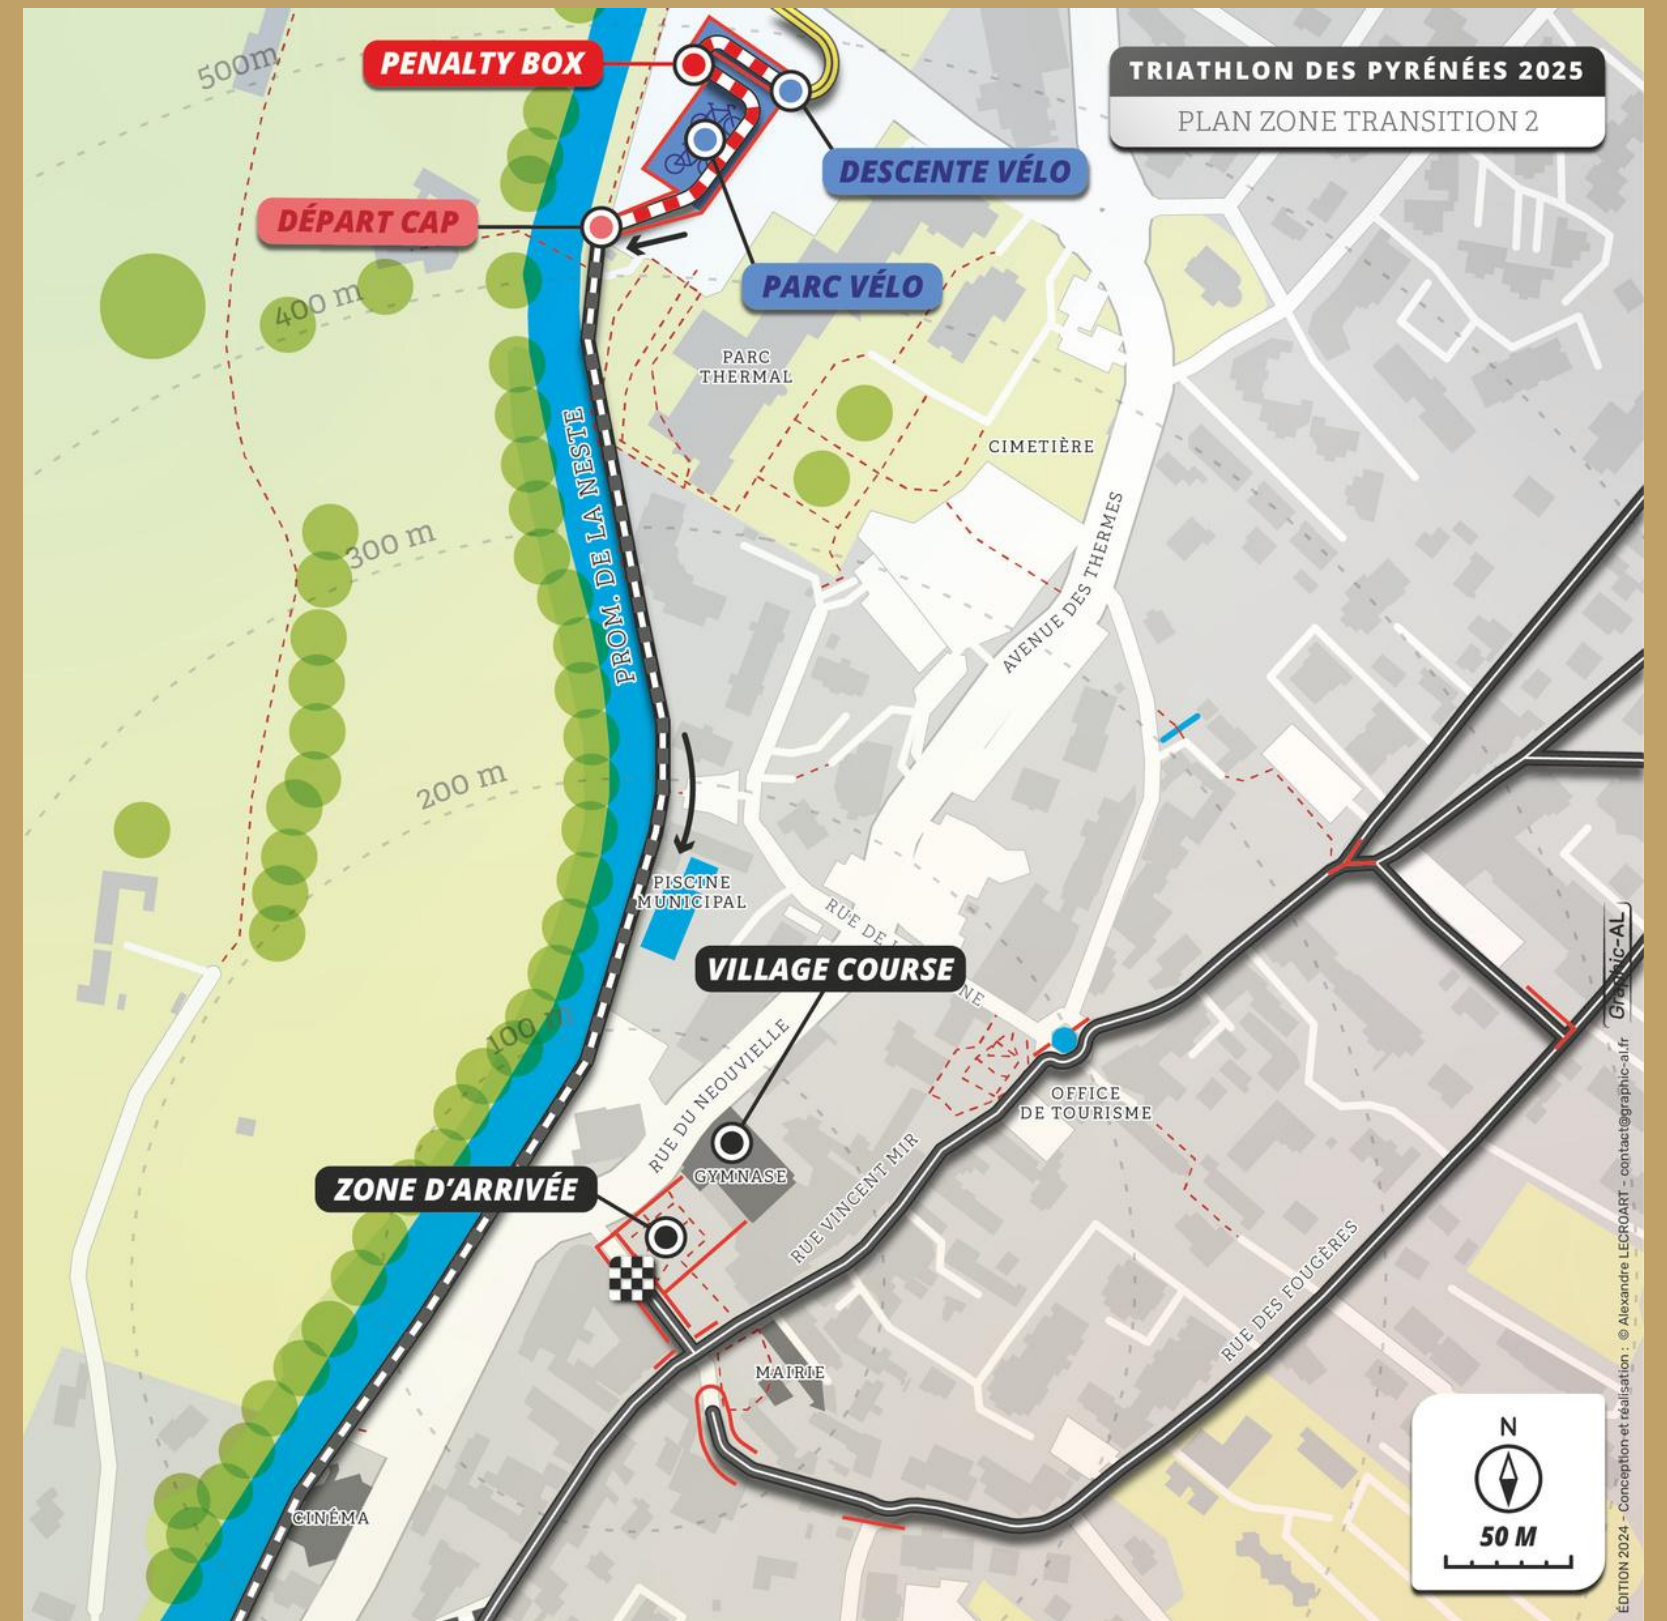 500m
PENALTY BOX
TRIATHLON DES PYRÉNÉES 2025
PLAN ZONE TRANSITION 2
DESCENTE VÉLO
DÉPART CAP
PARC VÉLO
400 m
PARC
THERMAL
CIMETIÈRE
PROM. DE LA NESTE
300 m
AVENUE DES THERMES
200 m
PISCINE
MUNICIPAL
RUE DE
NE
VILLAGE COURSE
100 m
RUE DU NEOUVIELLE
OFFICE
DE TOURISME
GYMNASE
RUE VINCENT MIR
ZONE D'ARRIVÉE
RUE DES FOUGÈRES
MAIRIE
CINÉMA
N
50 M
Graphic-AL
ÉDITION 2024 - Conception et réalisation : © Alexandre LECROART - contact@graphic-al.fr